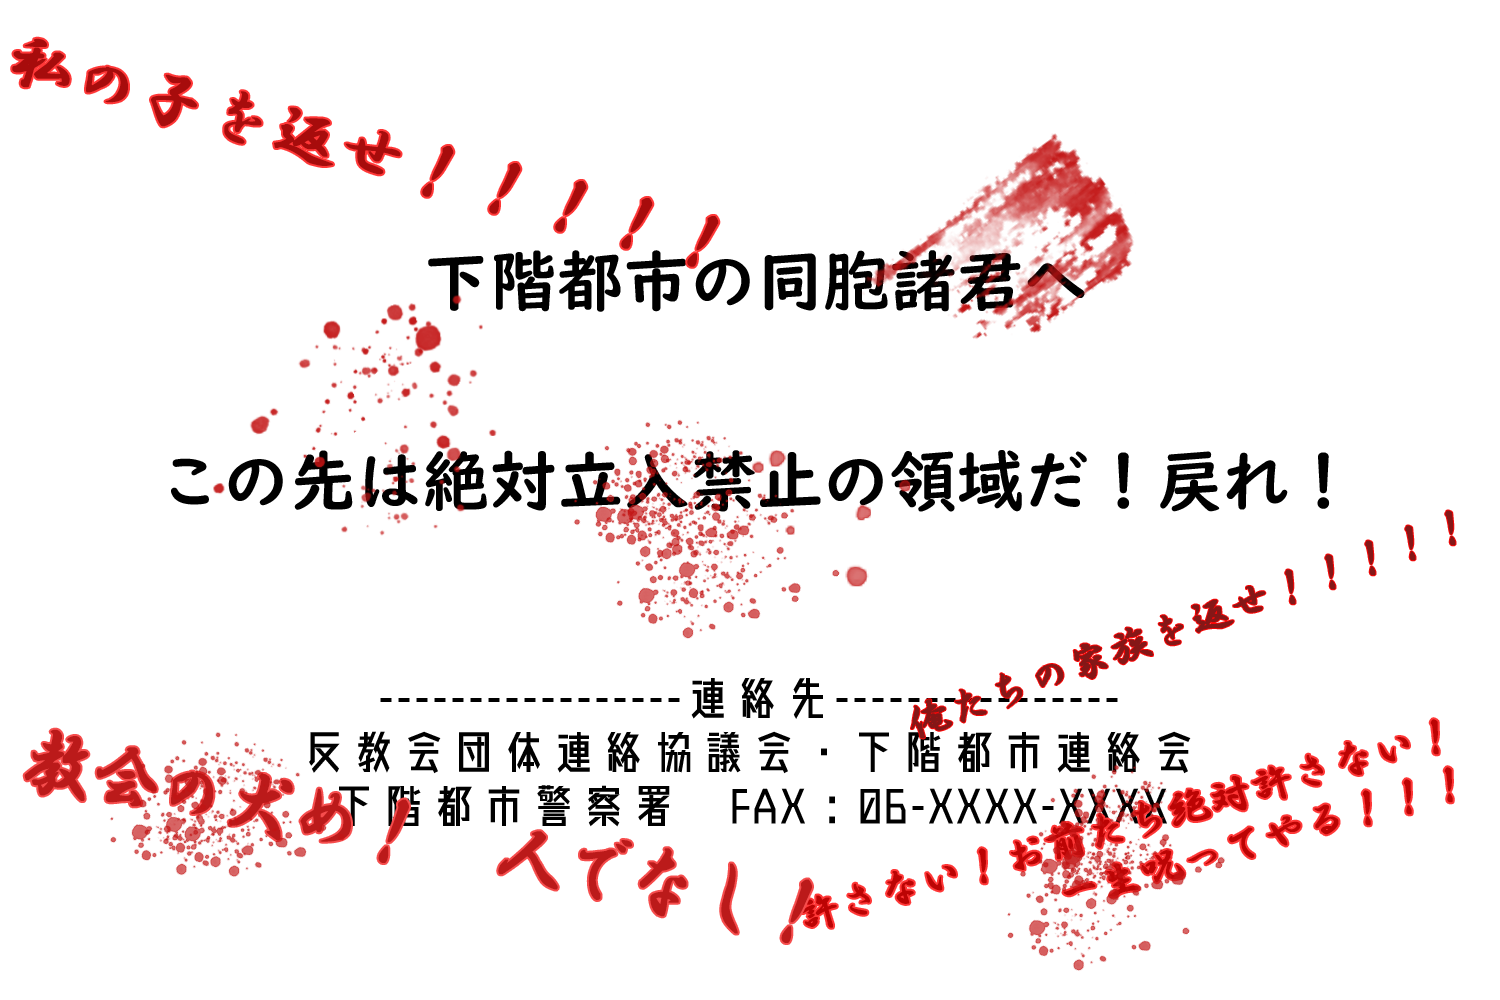 私の子を返せ！！！！！
下階都市の同胞諸君へ
この先は絶対立入禁止の領域だ！戻れ！
俺たちの家族を返せ！！！！！
-----------------連絡先----------------
反教会団体連絡協議会・下階都市連絡会
下階都市警察署　FAX：06-XXXX-XXXX
教会の犬め！　人でなし！
許さない！お前たち絶対許さない！
一生呪ってやる！！！